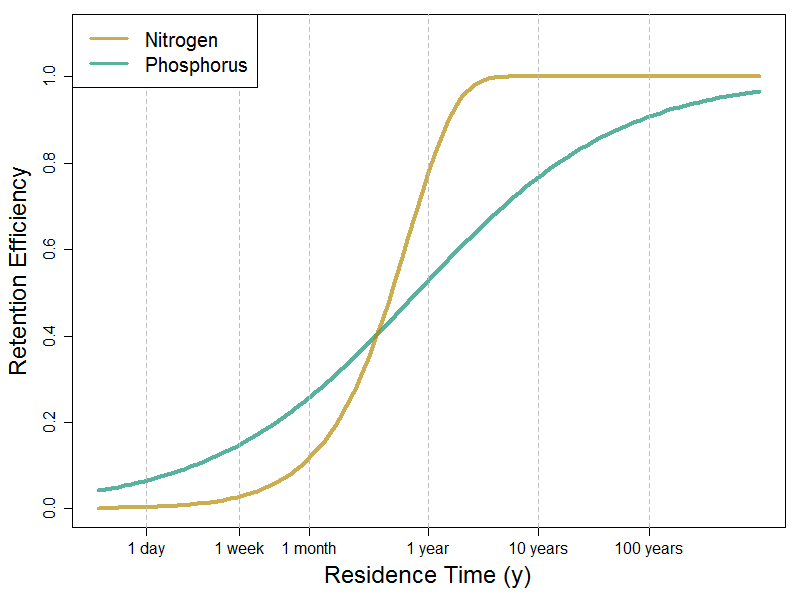 Nitrogen
Phosphorus
Retention Efficiency
1.0
0.8
0.6
0.4
0.2
0.0
1 day 1 week 1 month 1 year 10 years 100 years
Residence Time (y)